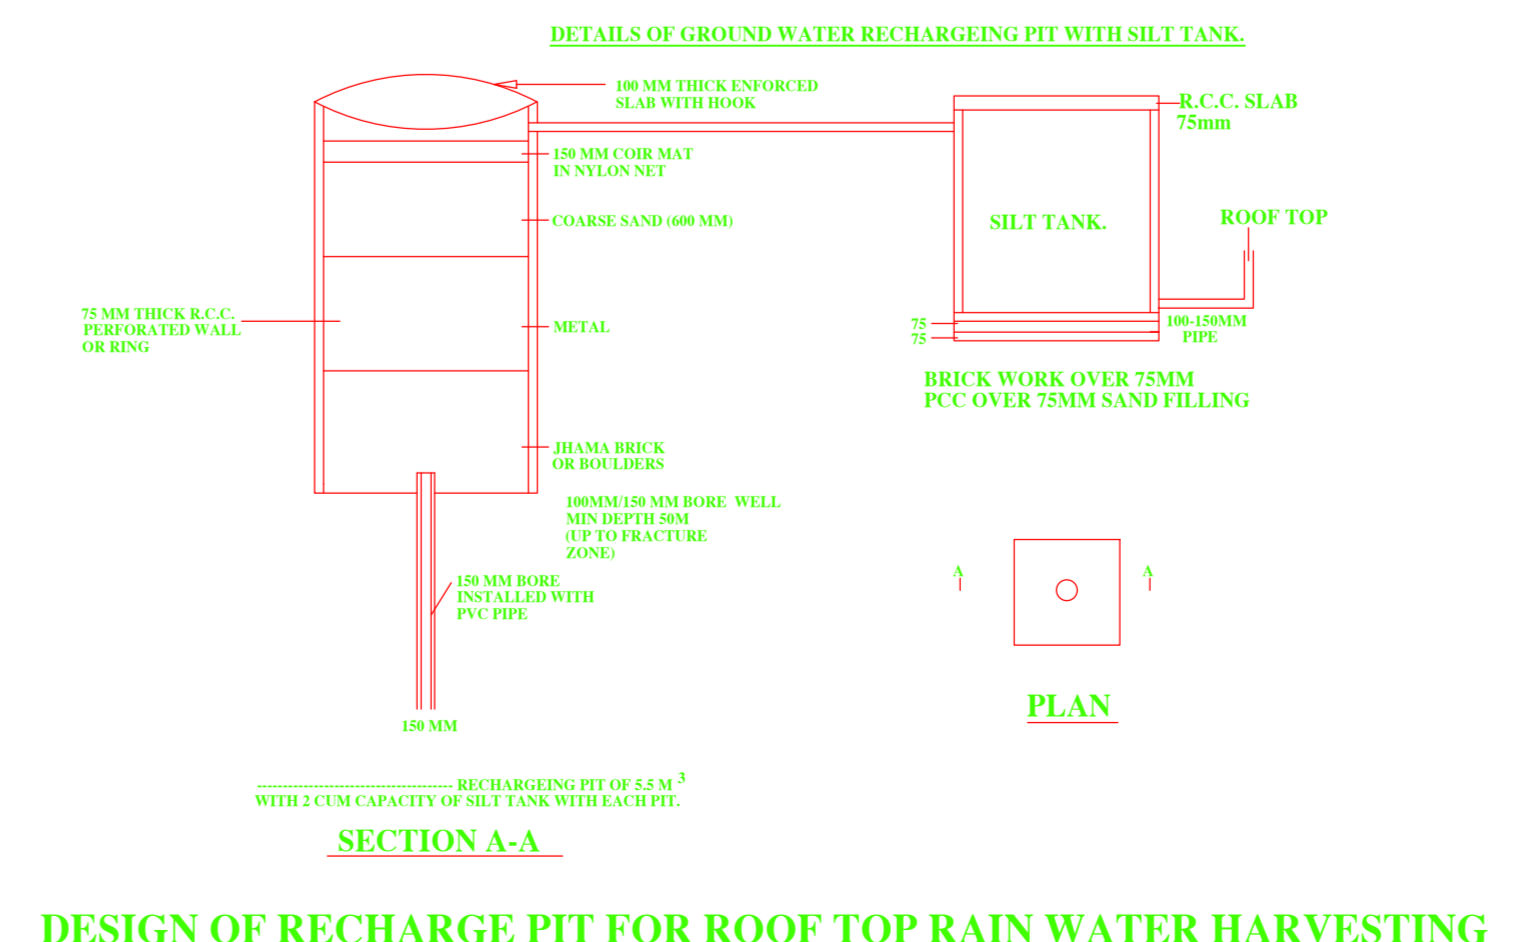 DETAILS OF GROUND WATER RECHARGEING PIT WITH SILT TANK.
100 MM THICK ENFORCED
SLAB WITH HOOK
R.C.C. SLAB
75mm
150 MM COIR MAT
IN NYLON NET
COARSE SAND (600 MM)
SILT TANK.
ROOF TOP
75 MM THICK R.C.C.
PERFORATED WALL
OR RING
METAL
75
75
100-150MM
PIPE
BRICK WORK OVER 75MM
PCC OVER 75MM SAND FILLING
JHAMA BRICK
OR BOULDERS
100MM/150 MM BORE WELL
MIN DEPTH 50M
(UP TO FRACTURE
ZONE)
150 MM BORE
INSTALLED WITH
PVC PIPE
A
A
PLAN
150 MM
-------------------------------------- RECHARGEING PIT OF 5.5 M 3
WITH 2 CUM CAPACITY OF SILT TANK WITH EACH PIT.
SECTION A-A
DESIGN OF RECHARGE PIT FOR ROOF TOP RAIN WATER HARVESTING